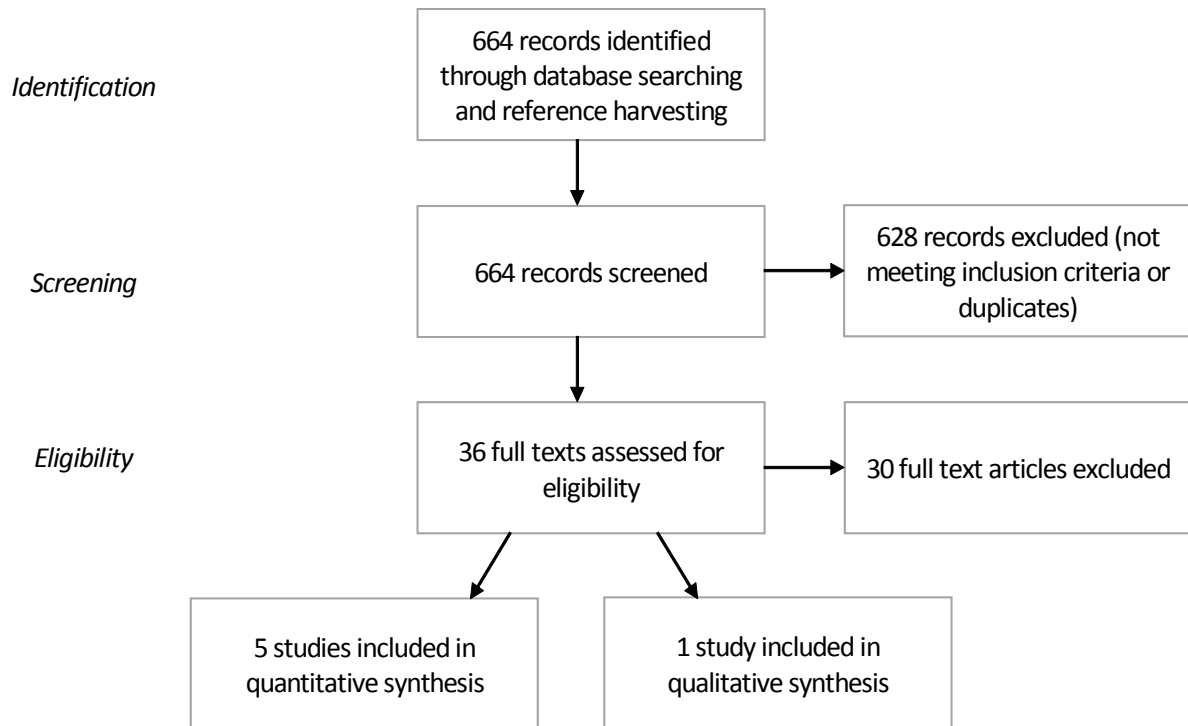 664 records identified
through database searching
and reference harvesting
Identification
664 records screened
628 records excluded (not
meeting inclusion criteria or
duplicates)
Screening
36 full texts assessed for
eligibility
30 full text articles excluded
Eligibility
5 studies included in
quantitative synthesis
1 study included in
qualitative synthesis